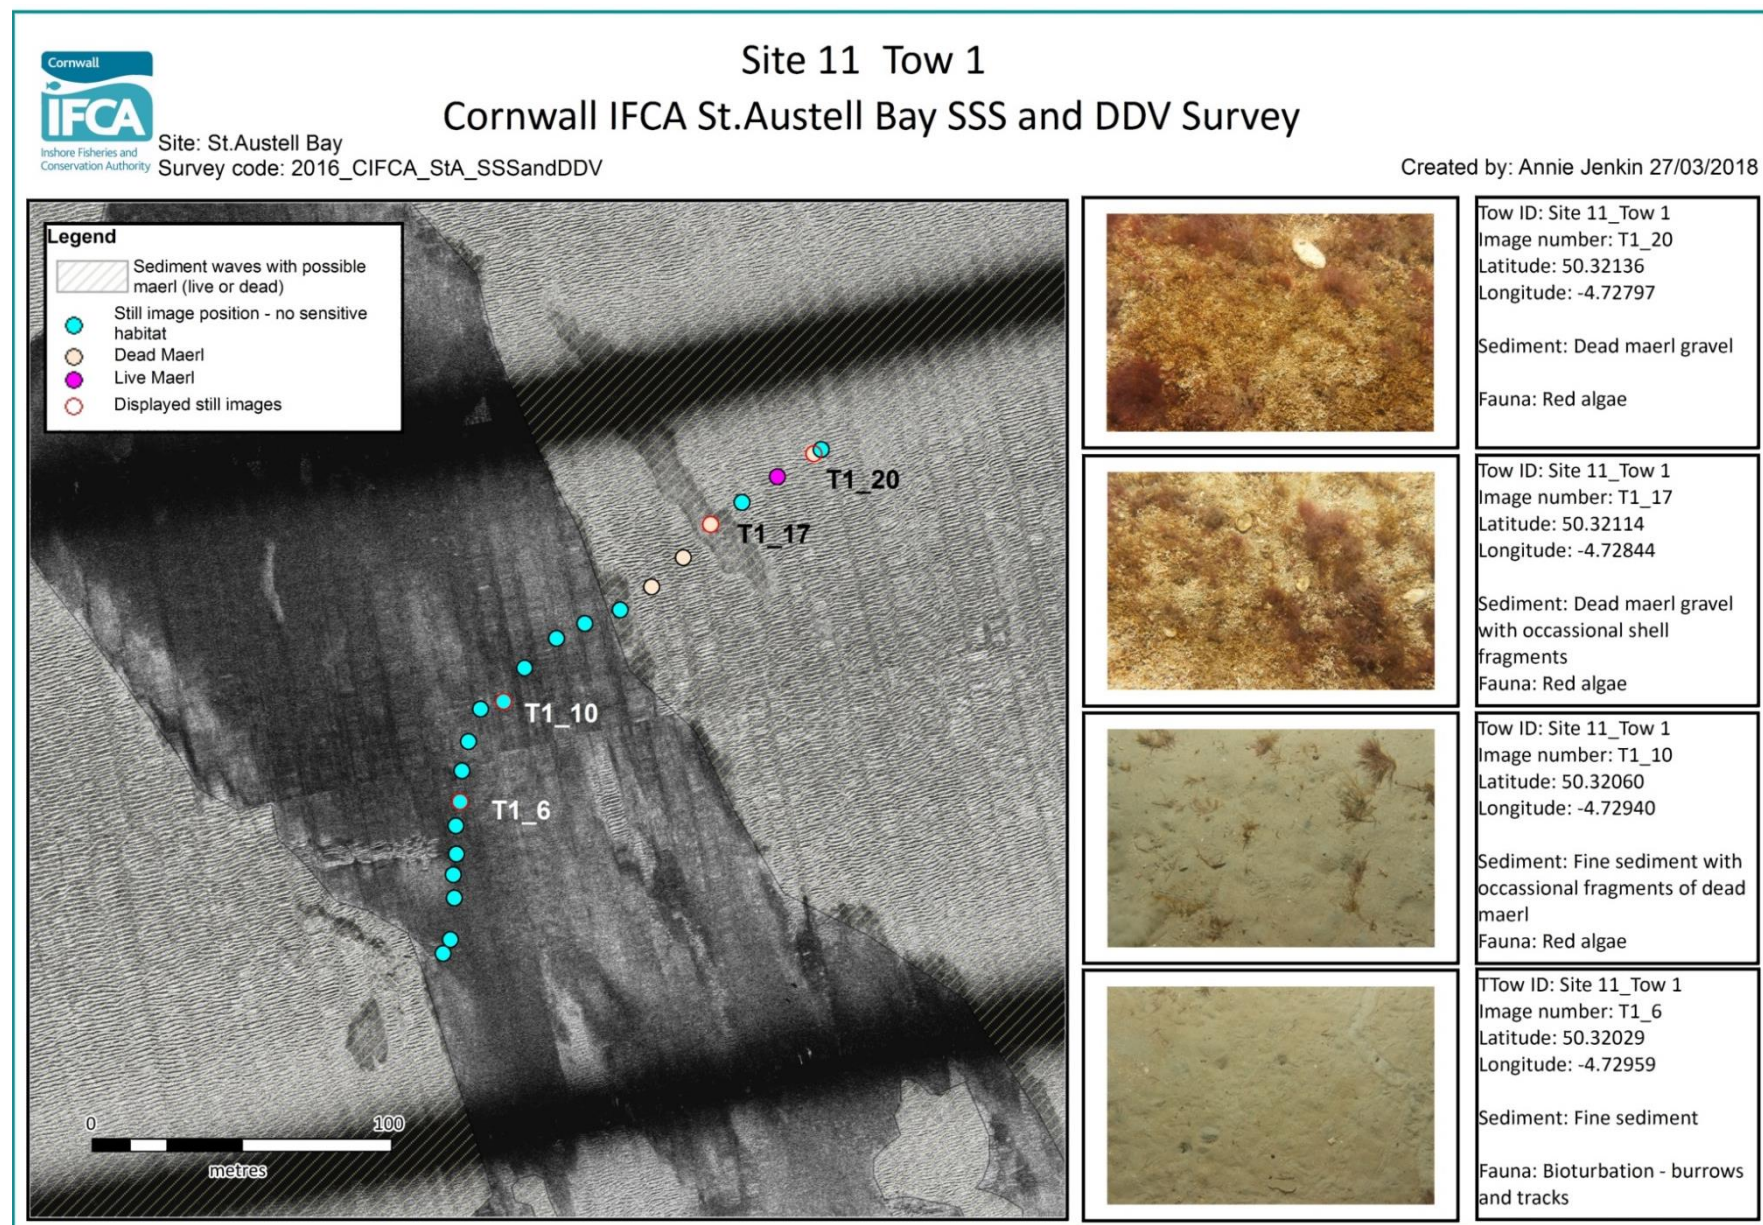 Site 11 Tow 1
Cornwall IFCA St.Austell Bay SSS and DDV Survey
Cornwall
IFCA
Inshore Fisheries and
Conservation Authority
Site: St.Austell Bay
Survey code: 2016_CIFCA_StA_SSSandDDV
Created by: Annie Jenkin 27/03/2018
Legend
Sediment waves with possible
maerl (live or dead)
Still image position - no sensitive
habitat
Dead Maerl
Live Maerl
Displayed still images
T1_20
T1_17
T1_10
T1_6
0
100
metres
Tow ID: Site 11_Tow 1
Image number: T1_20
Latitude: 50.32136
Longitude: -4.72797
Sediment: Dead maerl gravel
Fauna: Red algae
Tow ID: Site 11_Tow 1
Image number: T1_17
Latitude: 50.32114
Longitude: -4.72844
Sediment: Dead maerl gravel
with occassional shell
fragments
Fauna: Red algae
Tow ID: Site 11_Tow 1
Image number: T1_10
Latitude: 50.32060
Longitude: -4.72940
Sediment: Fine sediment with
occassional fragments of dead
maerl
Fauna: Red algae
TTow ID: Site 11_Tow 1
Image number: T1_6
Latitude: 50.32029
Longitude: -4.72959
Sediment: Fine sediment
Fauna: Bioturbation - burrows
and tracks